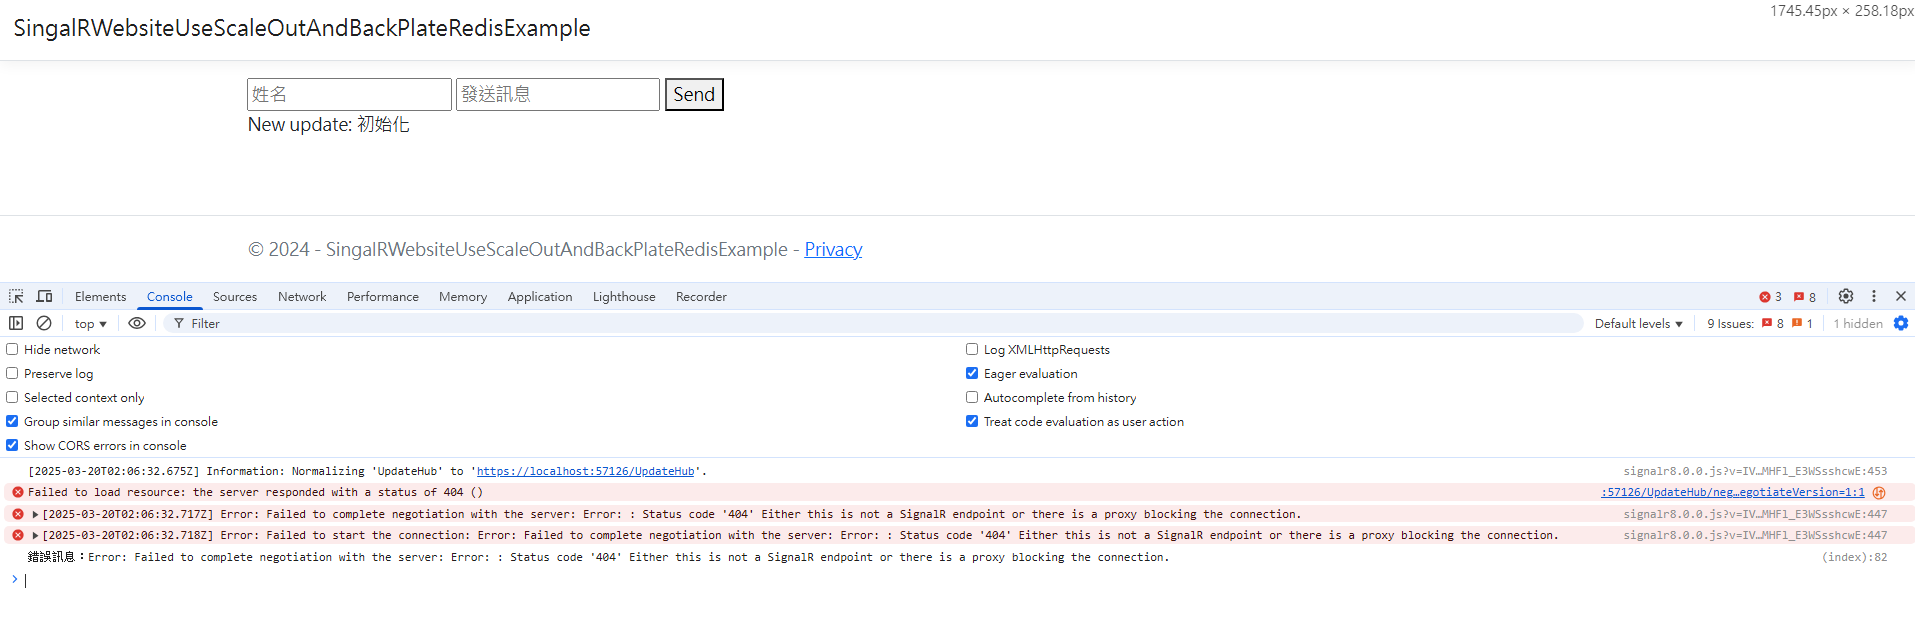 1745.45px × 258.18px
SingalRWebsiteUseScaleOutAndBackPlateRedisExample
姓名 發送訊息 Send
New update: 初始化
© 2024 - SingalRWebsiteUseScaleOutAndBackPlateRedisExample - Privacy
Elements Console Sources Network Performance Memory Application Lighthouse Recorder 3 8
top Filter Default levels 9 Issues: 8 1 1 hidden
Hide network Log XMLHttpRequests
Preserve log Eager evaluation
Selected context only Autocomplete from history
Group similar messages in console Treat code evaluation as user action
Show CORS errors in console
[2025-03-20T02:06:32.675Z] Information: Normalizing 'UpdateHub' to 'https://localhost:57126/UpdateHub'. signalr8.0.0.js?v=IV…MHFl_E3WSsshcwE:453
Failed to load resource: the server responded with a status of 404 () :57126/UpdateHub/neg…egotiateVersion=1:1
[2025-03-20T02:06:32.717Z] Error: Failed to complete negotiation with the server: Error: : Status code '404' Either this is not a SignalR endpoint or there is a proxy blocking the connection. signalr8.0.0.js?v=IV…MHFl_E3WSsshcwE:447
[2025-03-20T02:06:32.718Z] Error: Failed to start the connection: Error: Failed to complete negotiation with the server: Error: : Status code '404' Either this is not a SignalR endpoint or there is a proxy blocking the connection. signalr8.0.0.js?v=IV…MHFl_E3WSsshcwE:447
錯誤訊息：Error: Failed to complete negotiation with the server: Error: : Status code '404' Either this is not a SignalR endpoint or there is a proxy blocking the connection. (index):82